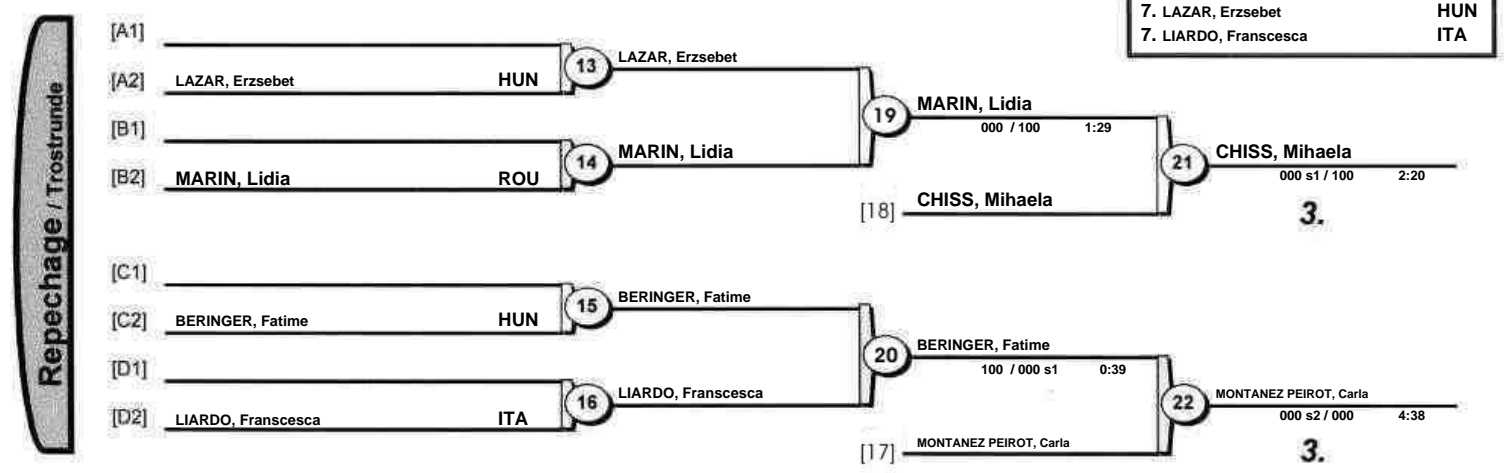 7. LAZAR, Erzsebet HUN
7. LIARDO, Franscesca ITA
Repechage / Trostrunde
[A1]
[A2] LAZAR, Erzsebet HUN
13 LAZAR, Erzsebet
[B1]
[B2] MARIN, Lidia ROU
14 MARIN, Lidia
19 MARIN, Lidia
000 / 100 1:29
[18] CHISS, Mihaela
21 CHISS, Mihaela
000 s1 / 100 2:20
3.
[C1]
[C2] BERINGER, Fatime HUN
15 BERINGER, Fatime
[D1]
[D2] LIARDO, Franscesca ITA
16 LIARDO, Franscesca
20 BERINGER, Fatime
100 / 000 s1 0:39
[17] MONTANEZ PEIROT, Carla
22 MONTANEZ PEIROT, Carla
000 s2 / 000 4:38
3.